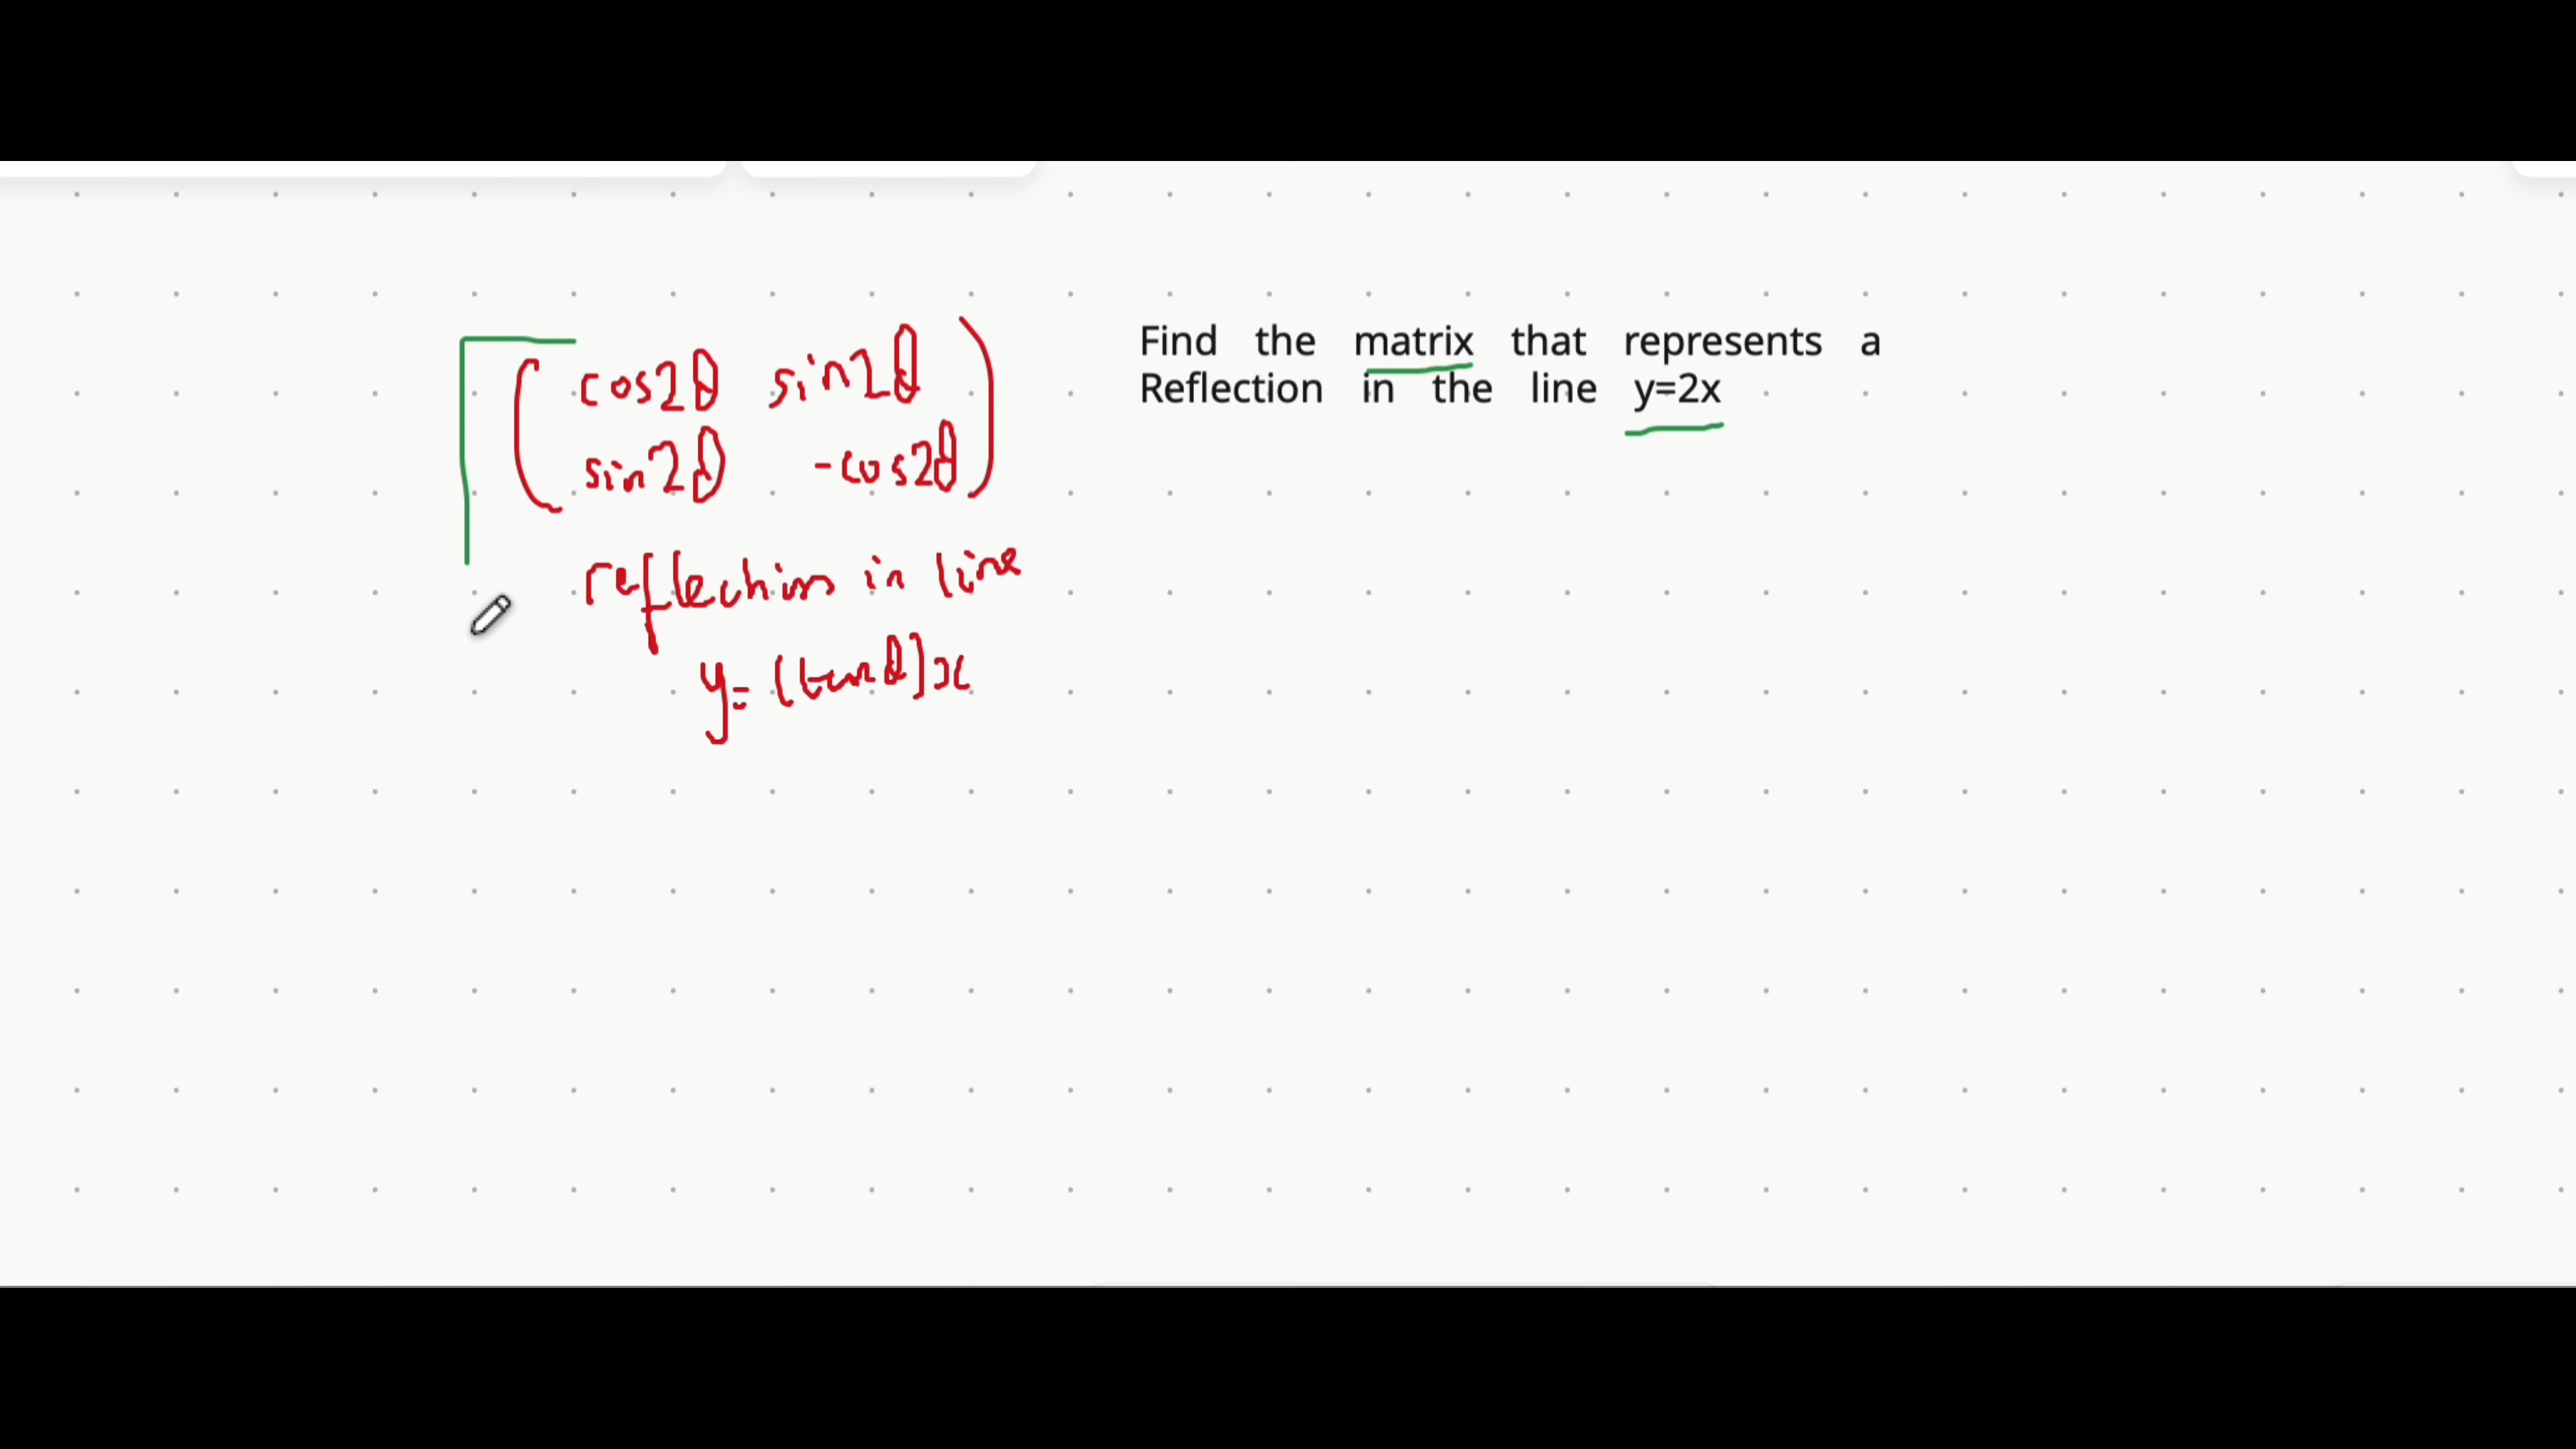 (cos2θ sin2θ
sin2θ -cos2θ)
reflection in line
y=(tanθ)x
Find the matrix that represents a
Reflection in the line y=2x